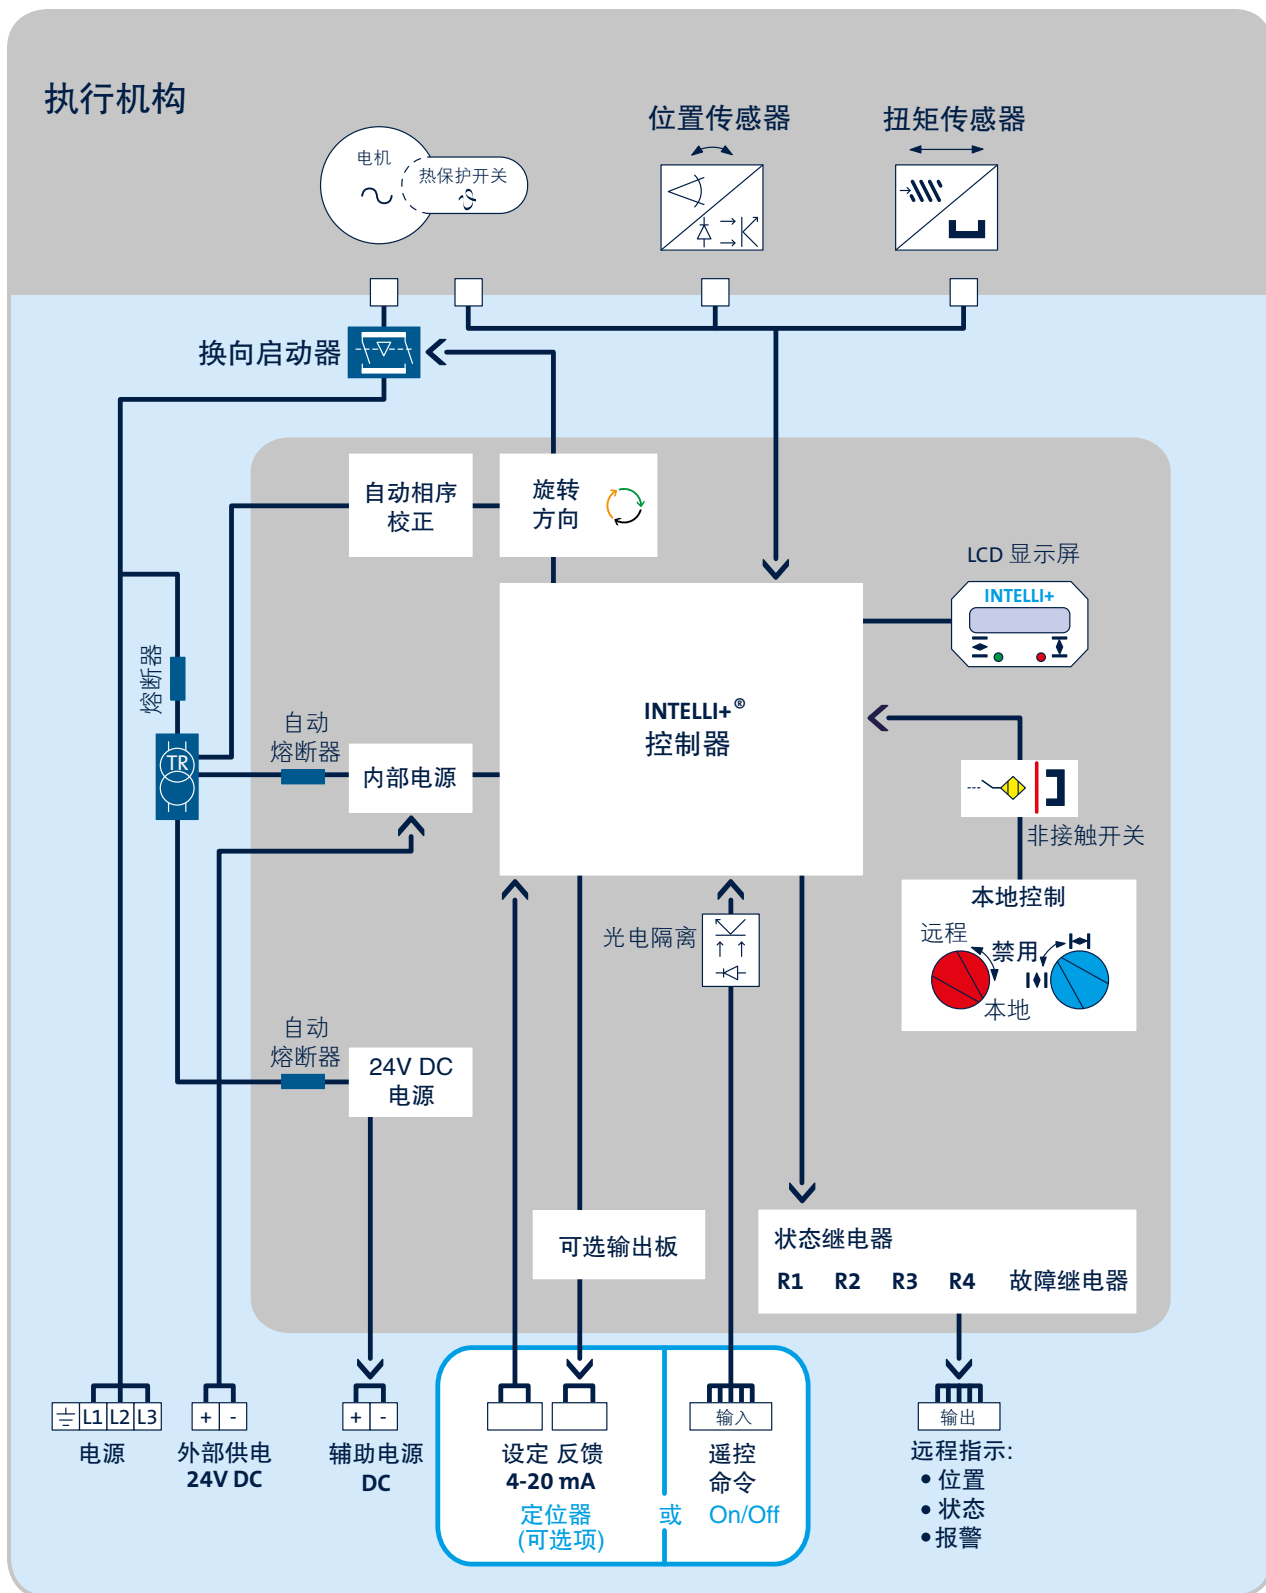 执行机构
电机
热保护开关
位置传感器
扭矩传感器
换向启动器
自动相序
校正
旋转
方向
LCD 显示屏
INTELLI+
熔断器
TR
自动
熔断器
内部电源
INTELLI+®
控制器
非接触开关
本地控制
远程
禁用
本地
光电隔离
自动
熔断器
24V DC
电源
可选输出板
状态继电器
R1 R2 R3 R4 故障继电器
L1 L2 L3
电源
+ -
外部供电
24V DC
+ -
辅助电源
DC
设定 反馈
4-20 mA
定位器
(可选项)
或
输入
遥控
命令
On/Off
输出
远程指示:
• 位置
• 状态
• 报警